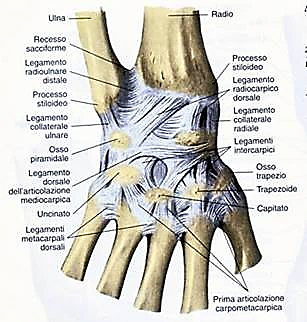 Ulna
Radio
Recesso
sacciforme
Legamento
radioulnare
distale
Processo
stiloideo
Legamento
collaterale
ulnare
Osso
piramidale
Legamento
dorsale
dell'articolazione
mediocarpica
Uncinato
Legamenti
metacarpali
dorsali
Processo
stiloideo
Legamento
radiocarpico
dorsale
Legamento
collaterale
radiale
Legamenti
intercarpici
Osso
trapezio
Trapezoide
Capitato
Prima articolazione
carpometacarpica